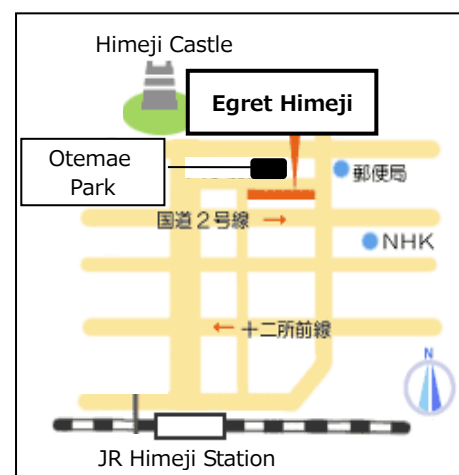 Himeji Castle
Egret Himeji
Otemae
Park
郵便局
国道２号線 →
NHK
← 十二所前線
N
JR Himeji Station